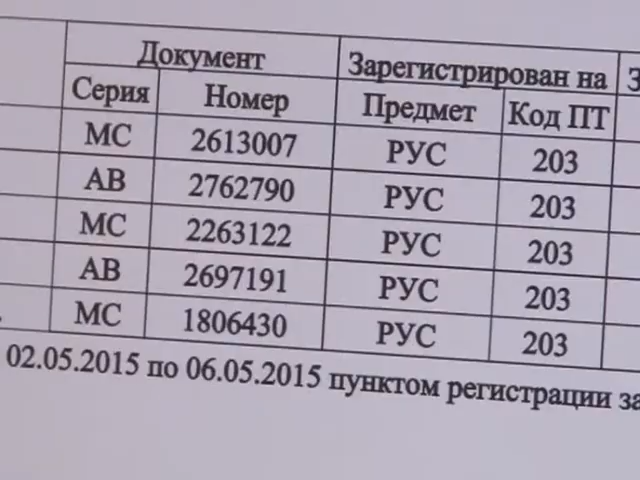 Документ Зарегистрирован на
Серия Номер Предмет Код ПТ
МС 2613007 РУС 203
АВ 2762790 РУС 203
МС 2263122 РУС 203
АВ 2697191 РУС 203
МС 1806430 РУС 203
02.05.2015 по 06.05.2015 пунктом регистрации за